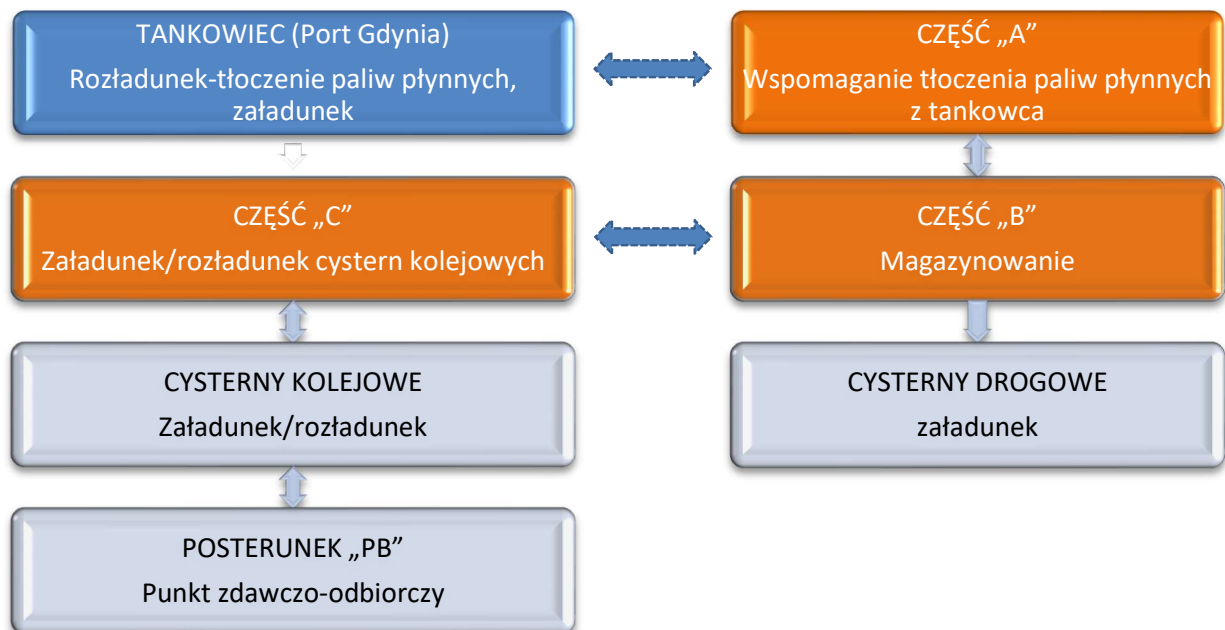 TANKOWIEC (Port Gdynia)
Rozładunek-tłoczenie paliw płynnych,
załadunek
CZĘŚĆ „A”
Wspomaganie tłoczenia paliw płynnych
z tankowca
CZĘŚĆ „C”
Załadunek/rozładunek cystern kolejowych
CZĘŚĆ „B”
Magazynowanie
CYSTERNY KOLEJOWE
Załadunek/rozładunek
CYSTERNY DROGOWE
załadunek
POSTERUNEK „PB”
Punkt zdawczo-odbiorczy